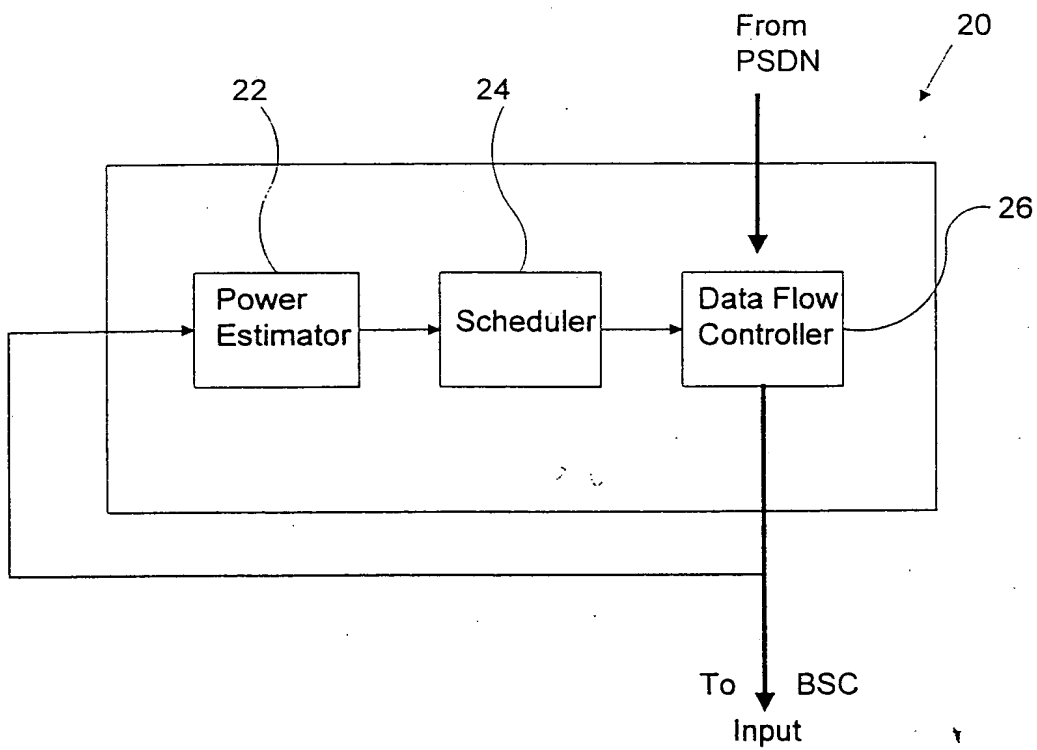 From
PSDN
20
22
24
26
Power
Estimator
Scheduler
Data Flow
Controller
To BSC
Input